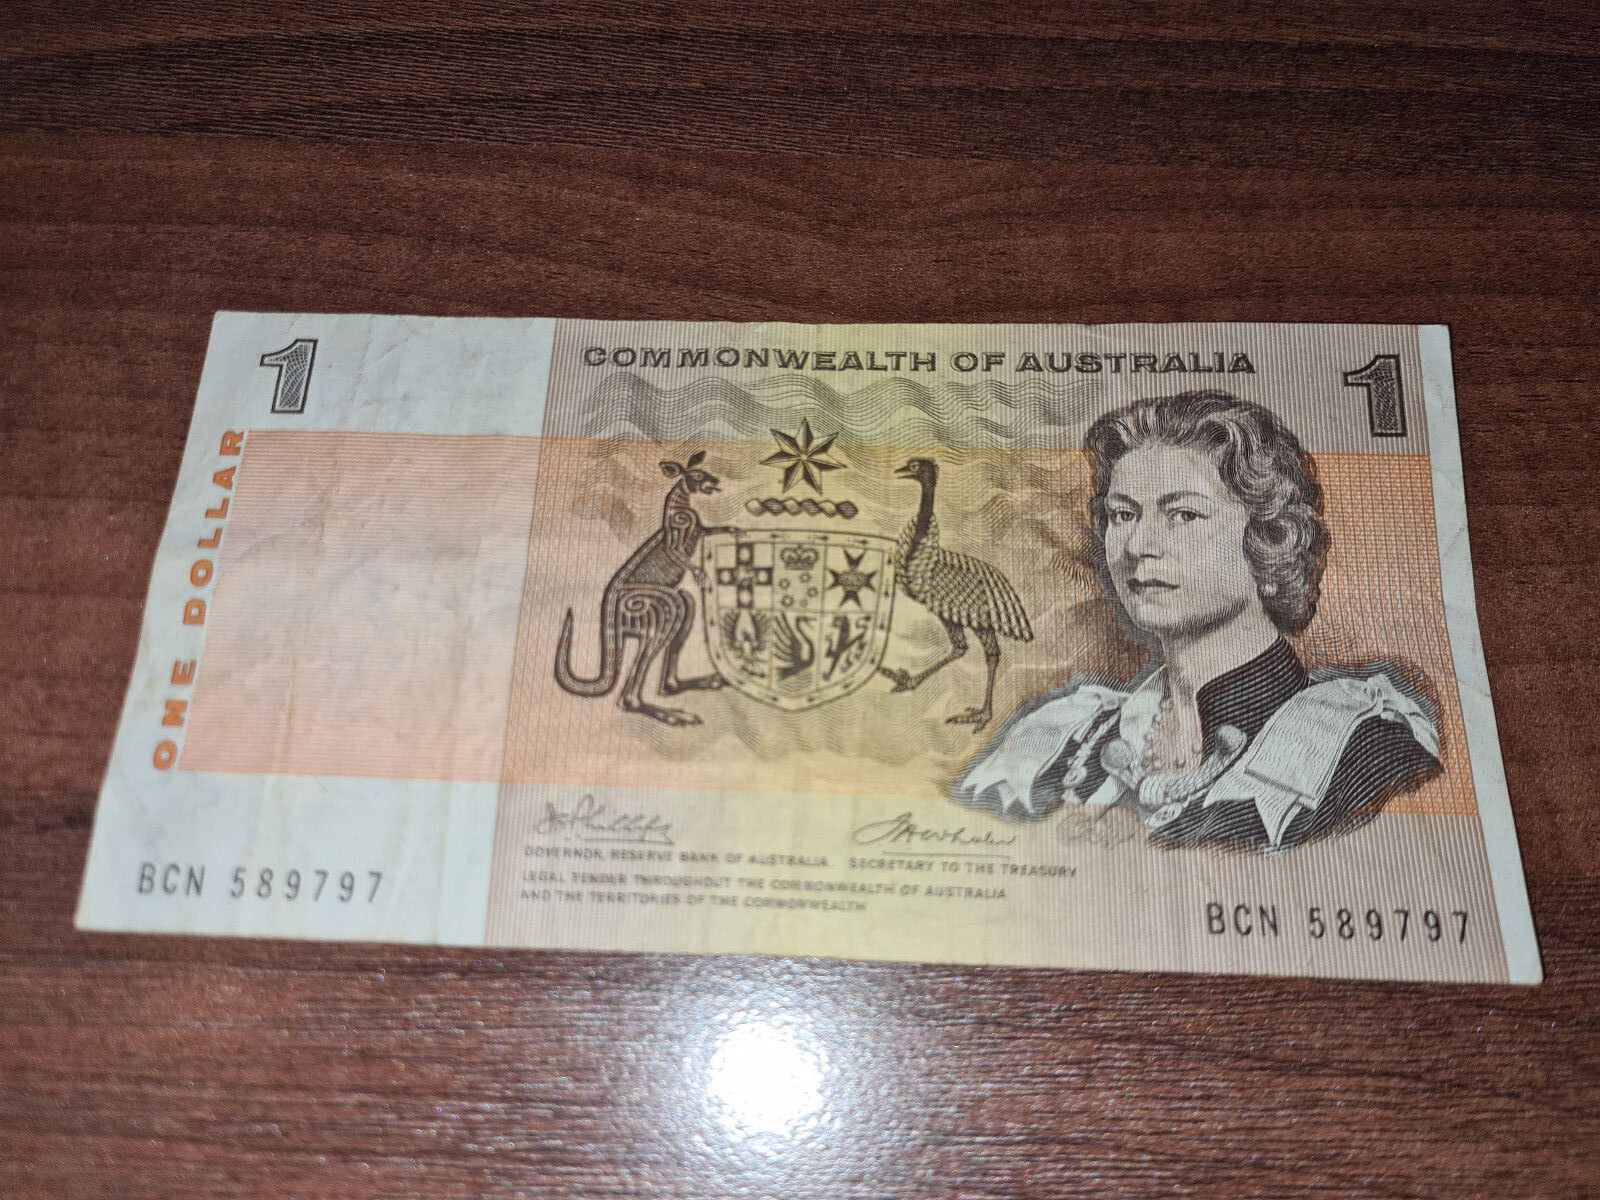 1
COMMONWEALTH OF AUSTRALIA
1
ONE DOLLAR
GOVERNOR, RESERVE BANK OF AUSTRALIA. SECRETARY TO THE TREASURY
LEGAL TENDER THROUGHOUT THE COMMONWEALTH OF AUSTRALIA
AND THE TERRITORIES OF THE COMMONWEALTH
BCN 589797
BCN 589797